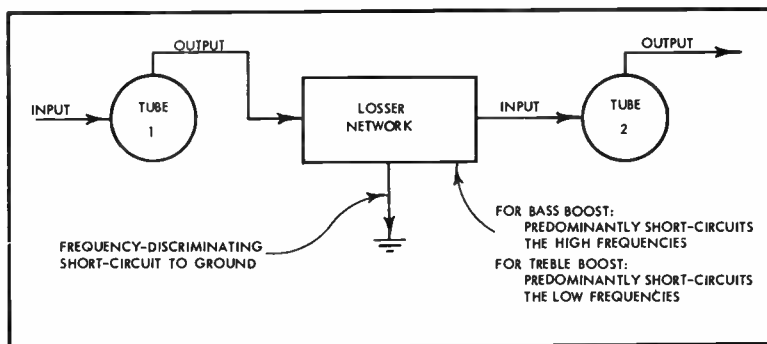 OUTPUT
INPUT
TUBE
1
LOSSER
NETWORK
INPUT
TUBE
2
OUTPUT
FREQUENCY-DISCRIMINATING
SHORT-CIRCUIT TO GROUND
FOR BASS BOOST:
PREDOMINANTLY SHORT-CIRCUITS
THE HIGH FREQUENCIES
FOR TREBLE BOOST:
PREDOMINANTLY SHORT-CIRCUITS
THE LOW FREQUENCIES